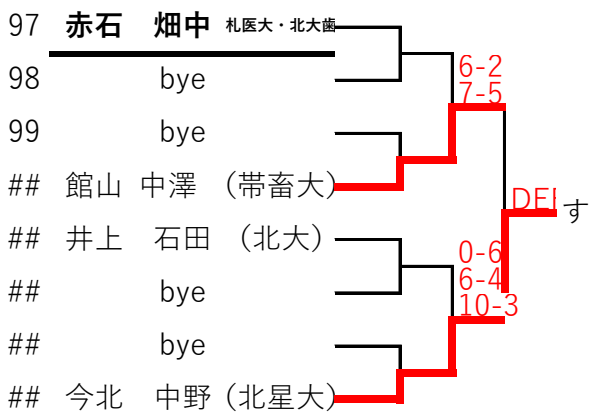 97 赤石 畑中 札医大・北大歯
98 bye
6-2
7-5
99 bye
## 館山 中澤 (帯畜大)
DEF す
## 井上 石田 (北大)
0-6
6-4
10-3
## bye
## bye
## 今北 中野 (北星大)